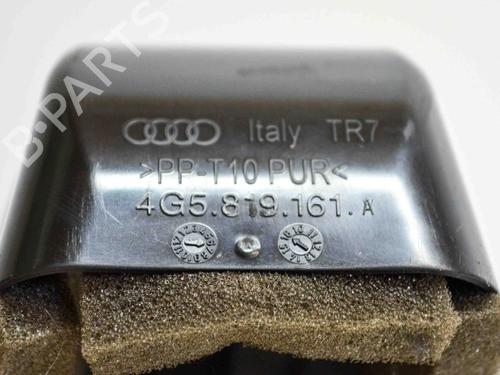 B-PARTS
Italy TR7
>PP-T10 PUR<
4G5.819.161.A